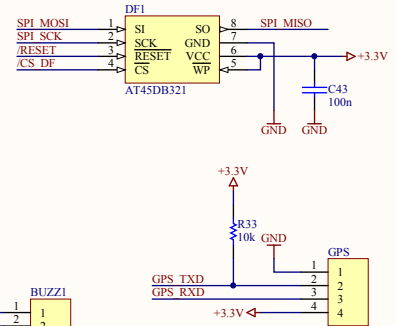 DF1
SPI_MOSI 1 SI SO 8 SPI_MISO
SPI_SCK 2 SCK GND 7
/RESET 3 RESET VCC 6 +3.3V
/CS_DF 4 CS WP 5
AT45DB321
C43
100n
GND GND
+3.3V
R33
10k
GND
GPS
1 1
GPS_TXD 2 2
GPS_RXD 3 3
+3.3V 4 4
BUZZ1
1 1
2 2